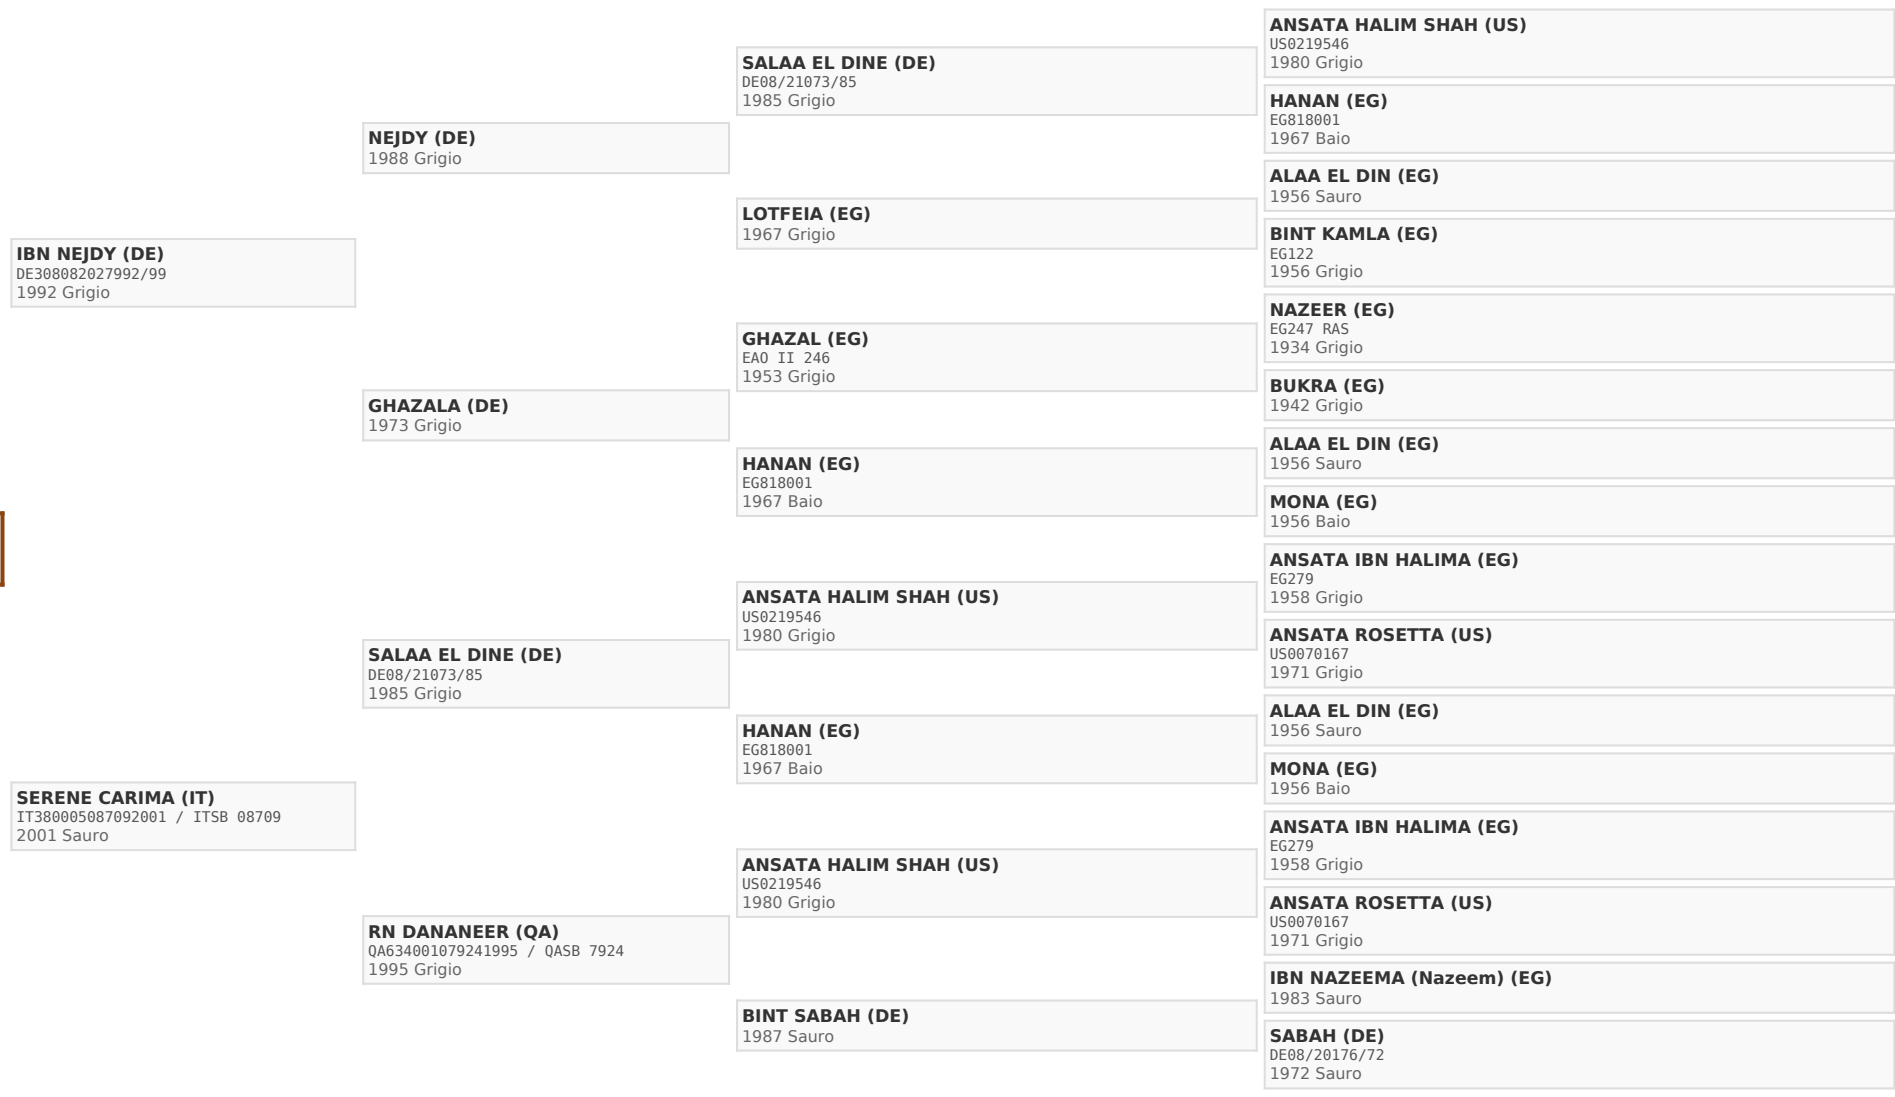 IBN NEJDY (DE)
DE308082027992/99
1992 Grigio
SERENE CARIMA (IT)
IT380005087092001 / ITSB 08709
2001 Sauro
NEJDY (DE)
1988 Grigio
GHAZALA (DE)
1973 Grigio
SALAA EL DINE (DE)
DE08/21073/85
1985 Grigio
RN DANANEER (QA)
QA634001079241995 / QASB 7924
1995 Grigio
SALAA EL DINE (DE)
DE08/21073/85
1985 Grigio
LOTFEIA (EG)
1967 Grigio
GHAZAL (EG)
EAO II 246
1953 Grigio
HANAN (EG)
EG818001
1967 Baio
ANSATA HALIM SHAH (US)
US0219546
1980 Grigio
HANAN (EG)
EG818001
1967 Baio
ANSATA HALIM SHAH (US)
US0219546
1980 Grigio
BINT SABAH (DE)
1987 Sauro
ANSATA HALIM SHAH (US)
US0219546
1980 Grigio
HANAN (EG)
EG818001
1967 Baio
ALAA EL DIN (EG)
1956 Sauro
BINT KAMLA (EG)
EG122
1956 Grigio
NAZEER (EG)
EG247 RAS
1934 Grigio
BUKRA (EG)
1942 Grigio
ALAA EL DIN (EG)
1956 Sauro
MONA (EG)
1956 Baio
ANSATA IBN HALIMA (EG)
EG279
1958 Grigio
ANSATA ROSETTA (US)
US0070167
1971 Grigio
ALAA EL DIN (EG)
1956 Sauro
MONA (EG)
1956 Baio
ANSATA IBN HALIMA (EG)
EG279
1958 Grigio
ANSATA ROSETTA (US)
US0070167
1971 Grigio
IBN NAZEEMA (Nazeem) (EG)
1983 Sauro
SABAH (DE)
DE08/20176/72
1972 Sauro